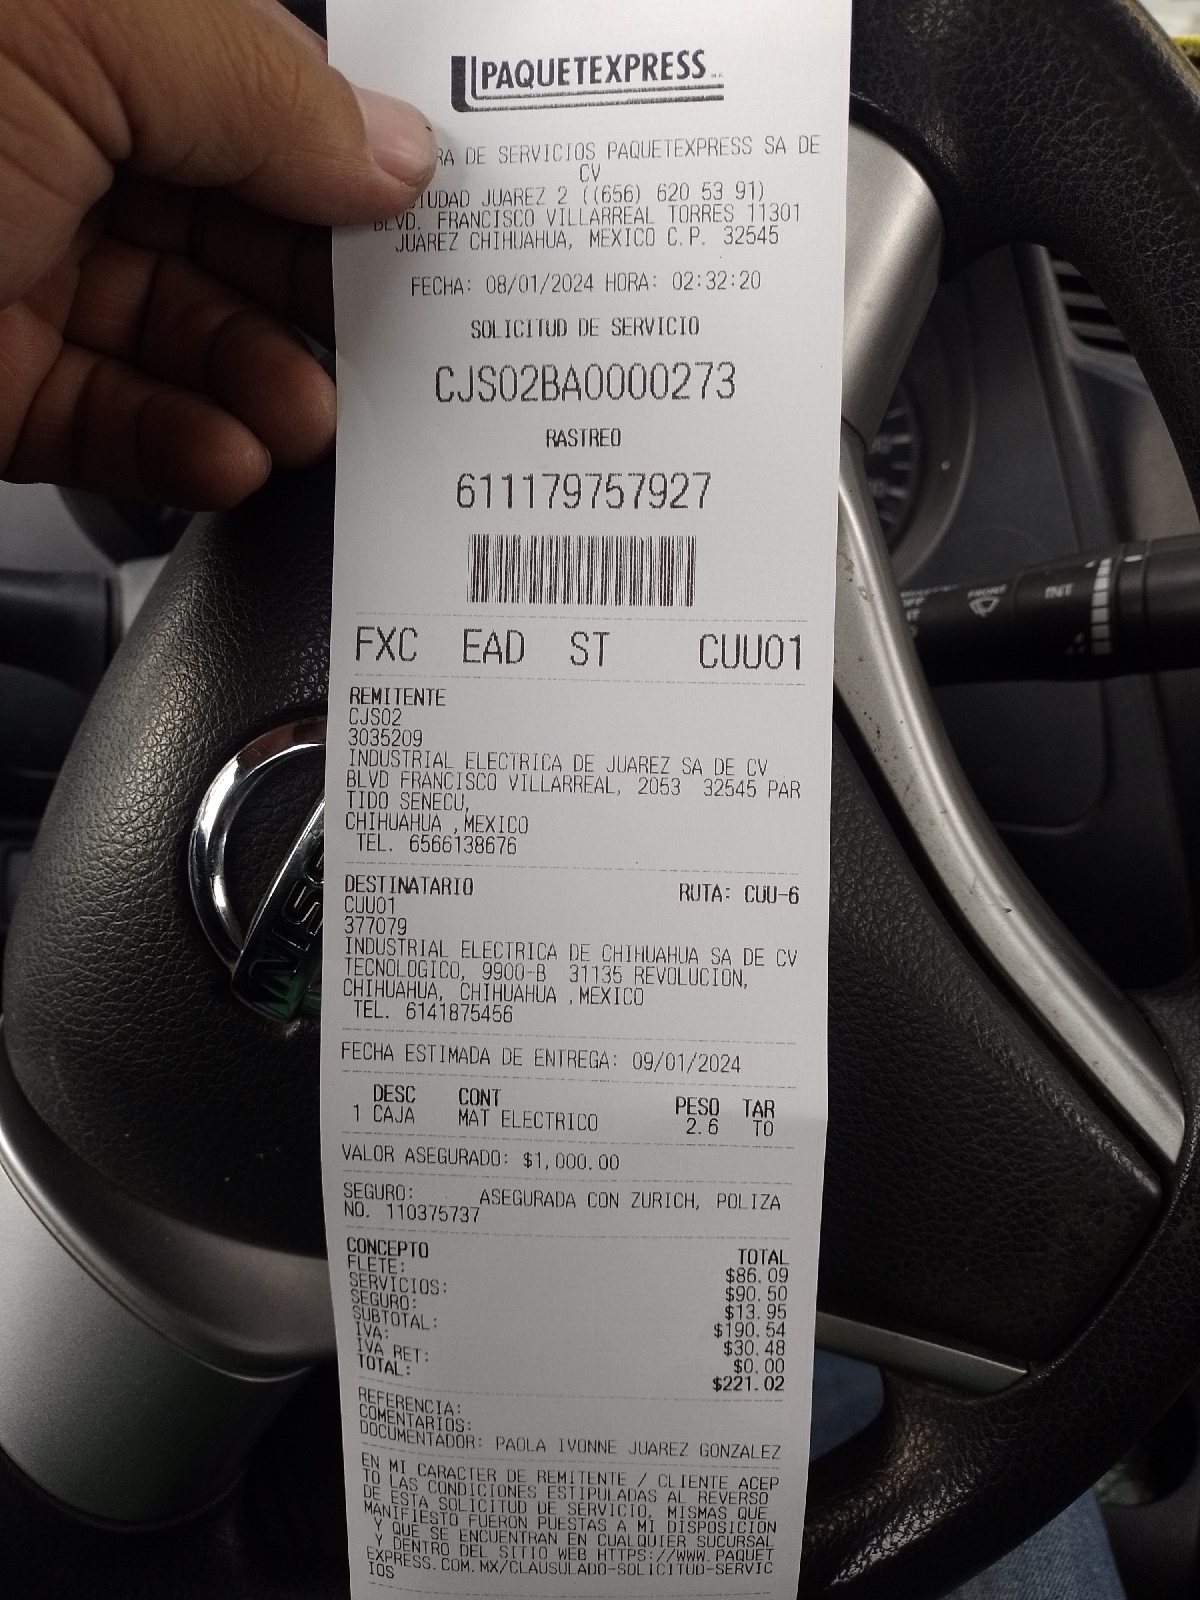 PAQUETEXPRESS
RA DE SERVICIOS PAQUETEXPRESS SA DE
CV
CIUDAD JUAREZ 2 ((656) 620 53 91)
BLVD. FRANCISCO VILLARREAL TORRES 11301
JUAREZ CHIHUAHUA, MEXICO C.P. 32545
FECHA: 08/01/2024 HORA: 02:32:20
SOLICITUD DE SERVICIO
CJS02BA0000273
RASTREO
611179757927
FXC EAD ST CUU01
REMITENTE
CJS02
3035209
INDUSTRIAL ELECTRICA DE JUAREZ SA DE CV
BLVD FRANCISCO VILLARREAL, 2053 32545 PAR
TIDO SENECU,
CHIHUAHUA ,MEXICO
TEL. 6566138676
DESTINATARIO RUTA: CUU-6
CUU01
377079
INDUSTRIAL ELECTRICA DE CHIHUAHUA SA DE CV
TECNOLOGICO, 9900-B 31135 REVOLUCION,
CHIHUAHUA, CHIHUAHUA ,MEXICO
TEL. 6141875456
FECHA ESTIMADA DE ENTREGA: 09/01/2024
DESC CONT PESO TAR
1 CAJA MAT ELECTRICO 2.6 T0
VALOR ASEGURADO: $1,000.00
SEGURO: ASEGURADA CON ZURICH, POLIZA
NO. 110375737
CONCEPTO TOTAL
FLETE: $86.09
SERVICIOS: $90.50
SEGURO: $13.95
SUBTOTAL: $190.54
IVA: $30.48
IVA RET: $0.00
TOTAL: $221.02
REFERENCIA:
COMENTARIOS:
DOCUMENTADOR: PAOLA IVONNE JUAREZ GONZALEZ
EN MI CARACTER DE REMITENTE / CLIENTE ACEP
TO LAS CONDICIONES ESTIPULADAS AL REVERSO
DE ESTA SOLICITUD DE SERVICIO, MISMAS QUE
MANIFIESTO FUERON PUESTAS A MI DISPOSICION
Y QUE SE ENCUENTRAN EN CUALQUIER SUCURSAL
Y DENTRO DEL SITIO WEB HTTPS://WWW.PAQUET
EXPRESS.COM.MX/CLAUSULADO-SOLICITUD-SERVIC
IOS
FRONT
INT
NISS